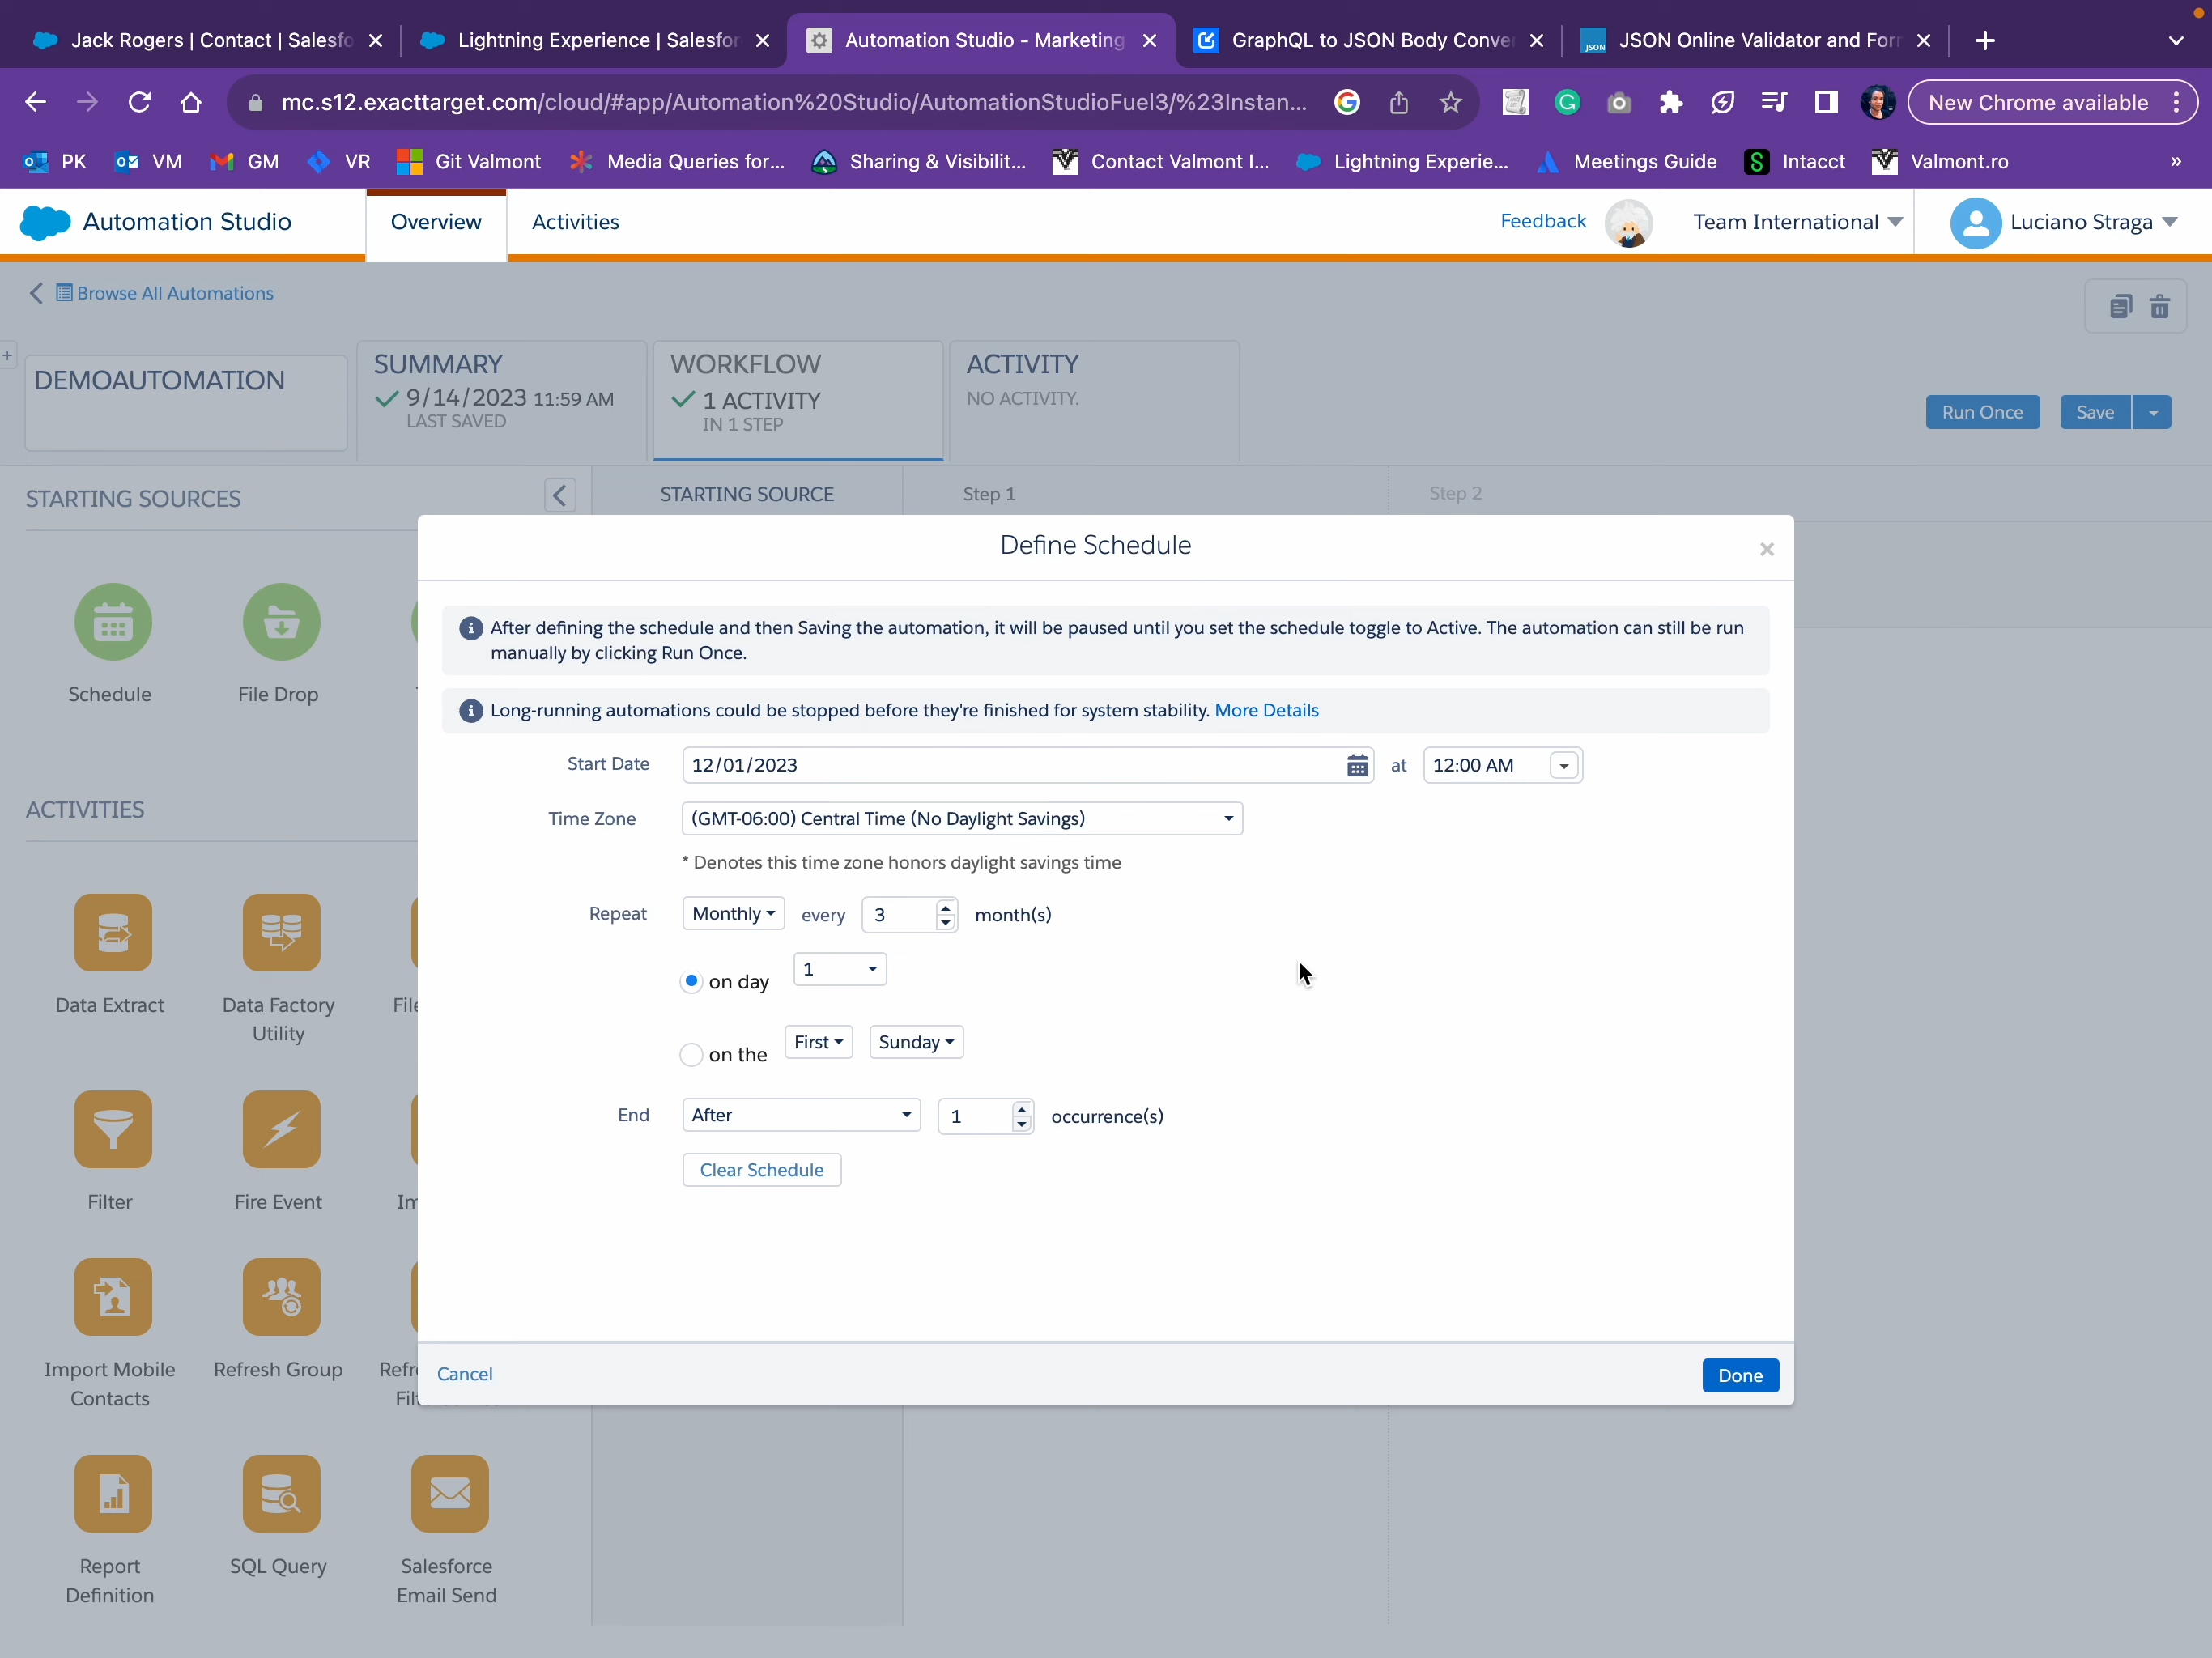 Jack Rogers | Contact | Salesfo
Lightning Experience | Salesfor
Automation Studio - Marketing
GraphQL to JSON Body Conve
JSON
JSON Online Validator and For
mc.s12.exacttarget.com/cloud/#app/Automation%20Studio/AutomationStudioFuel3/%23Instan...
New Chrome available
PK
VM
GM
VR
Git Valmont
Media Queries for...
Sharing & Visibilit...
Contact Valmont I...
Lightning Experie...
Meetings Guide
Intacct
Valmont.ro
»
Automation Studio
Overview
Activities
Feedback
Team International
Luciano Straga
Browse All Automations
DEMOAUTOMATION
SUMMARY
9/14/2023 11:59 AM
LAST SAVED
WORKFLOW
1 ACTIVITY
IN 1 STEP
ACTIVITY
NO ACTIVITY.
Run Once
Save
STARTING SOURCES
STARTING SOURCE
Step 1
Step 2
Schedule
File Drop
ACTIVITIES
Data Extract
Data Factory
Utility
File
Filter
Fire Event
Im
Import Mobile
Contacts
Refresh Group
Refre
Report
Definition
SQL Query
Salesforce
Email Send
Define Schedule
After defining the schedule and then Saving the automation, it will be paused until you set the schedule toggle to Active. The automation can still be run
manually by clicking Run Once.
Long-running automations could be stopped before they're finished for system stability. More Details
Start Date
12/01/2023
at
12:00 AM
Time Zone
(GMT-06:00) Central Time (No Daylight Savings)
* Denotes this time zone honors daylight savings time
Repeat
Monthly
every
3
month(s)
on day
1
on the
First
Sunday
End
After
1
occurrence(s)
Clear Schedule
Cancel
Done